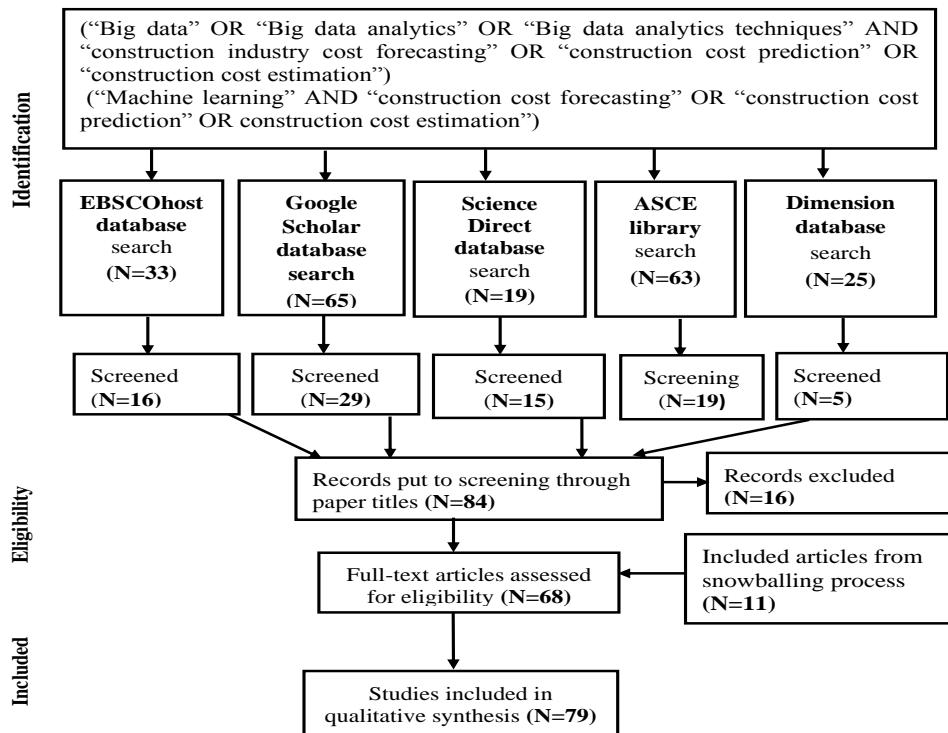 (“Big data” OR “Big data analytics” OR “Big data analytics techniques” AND
“construction industry cost forecasting” OR “construction cost prediction” OR
“construction cost estimation”)
(“Machine learning” AND “construction cost forecasting” OR “construction cost
prediction” OR construction cost estimation”)
Identification
EBSCOhost
database
search
(N=33)
Google
Scholar
database
search
(N=65)
Science
Direct
database
search
(N=19)
ASCE
library
search
(N=63)
Dimension
database
search
(N=25)
Screened
(N=16)
Screened
(N=29)
Screened
(N=15)
Screening
(N=19)
Screened
(N=5)
Eligibility
Records put to screening through
paper titles (N=84)
Records excluded
(N=16)
Full-text articles assessed
for eligibility (N=68)
Included articles from
snowballing process
(N=11)
Included
Studies included in
qualitative synthesis (N=79)